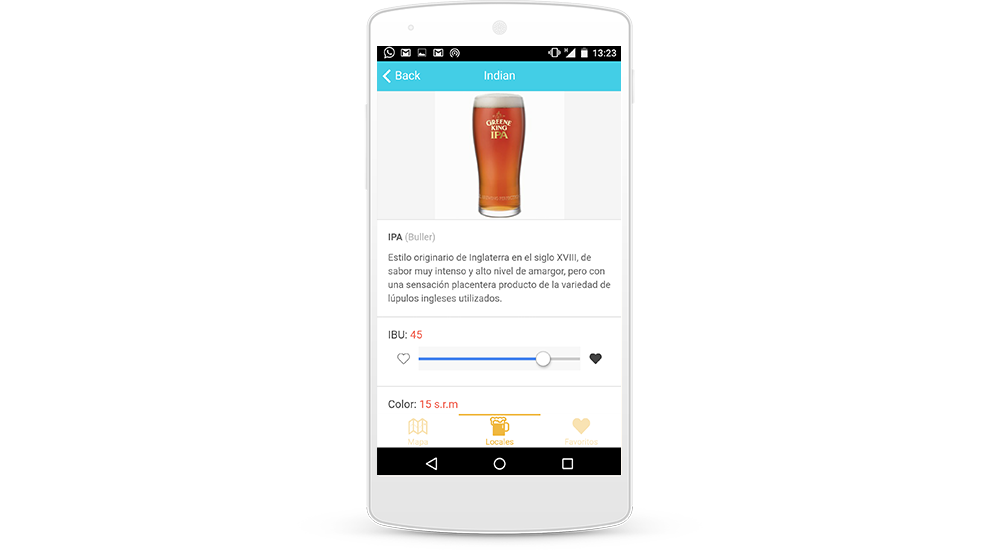 13:23
Back
Indian
GREENE
KING
IPA
IPA (Buller)
Estilo originario de Inglaterra en el siglo XVIII, de
sabor muy intenso y alto nivel de amargor, pero con
una sensación placentera producto de la variedad de
lúpulos ingleses utilizados.
IBU: 45
Color: 15 s.r.m
Mapa
Locales
Favoritos